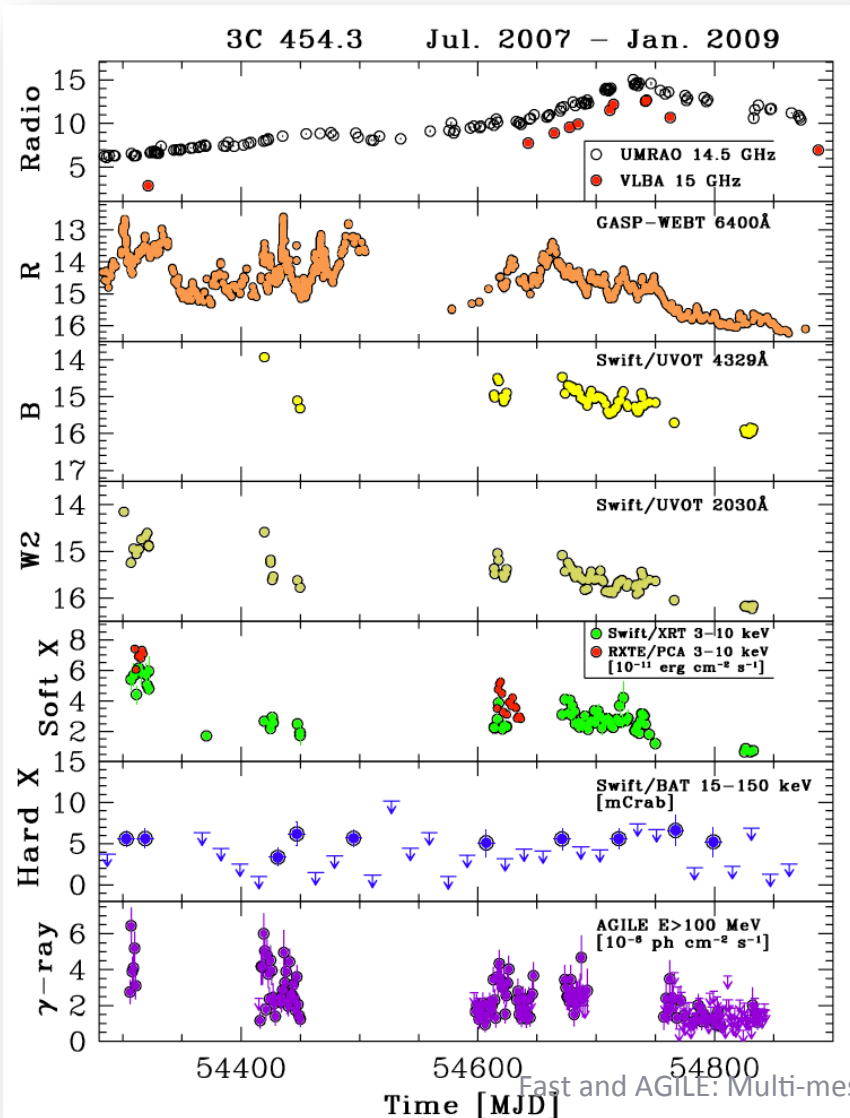 3C 454.3 Jul. 2007 – Jan. 2009
Radio
15
10
5
UMRAO 14.5 GHz
VLBA 15 GHz
R
13
14
15
16
GASP-WEBT 6400Å
B
14
15
16
17
Swift/UVOT 4329Å
W2
14
15
16
Swift/UVOT 2030Å
Soft X
8
6
4
2
Swift/XRT 3-10 keV
RXTE/PCA 3-10 keV
[10⁻¹¹ erg cm⁻² s⁻¹]
Hard X
15
10
5
0
Swift/BAT 15-150 keV
[mCrab]
γ-ray
6
4
2
0
AGILE E>100 MeV
[10⁻⁶ ph cm⁻² s⁻¹]
54400 54600 54800
Time [MJD]
Fast and AGILE: Multi-mes